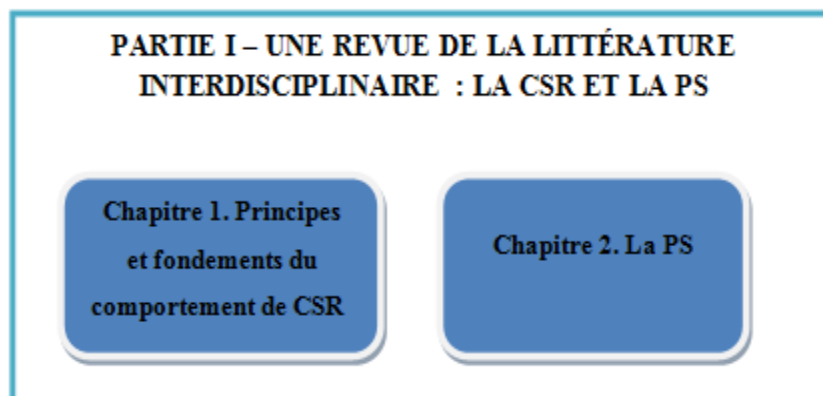 PARTIE I – UNE REVUE DE LA LITTÉRATURE
INTERDISCIPLINAIRE : LA CSR ET LA PS
Chapitre 1. Principes
et fondements du
comportement de CSR
Chapitre 2. La PS